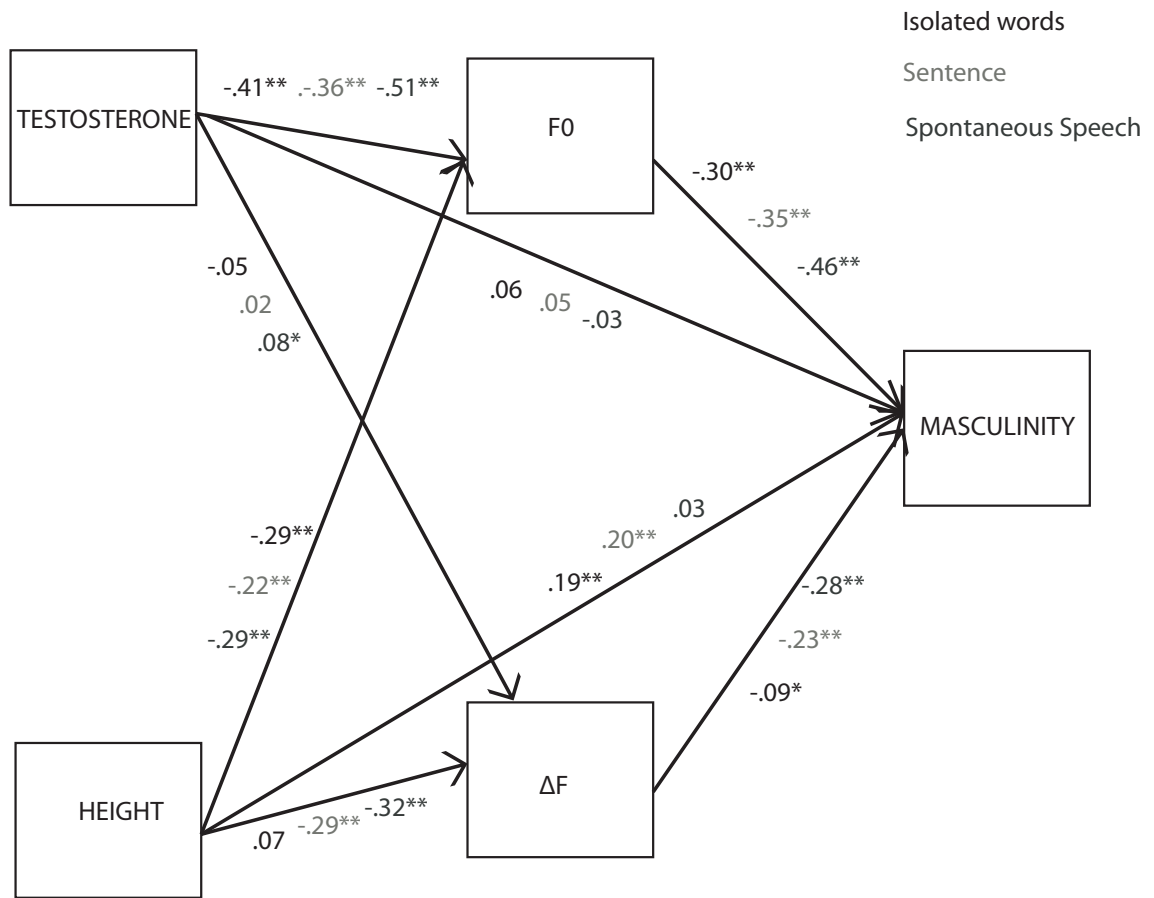 Isolated words
Sentence
Spontaneous Speech
TESTOSTERONE
-.41** .-.36** -.51**
F0
-.30**
-.35**
-.46**
-.05
.02
.08*
.06 .05 -.03
MASCULINITY
-.29**
-.22**
-.29**
.03
.20**
.19**
-.28**
-.23**
-.09*
HEIGHT
.07 -.29** -.32**
ΔF